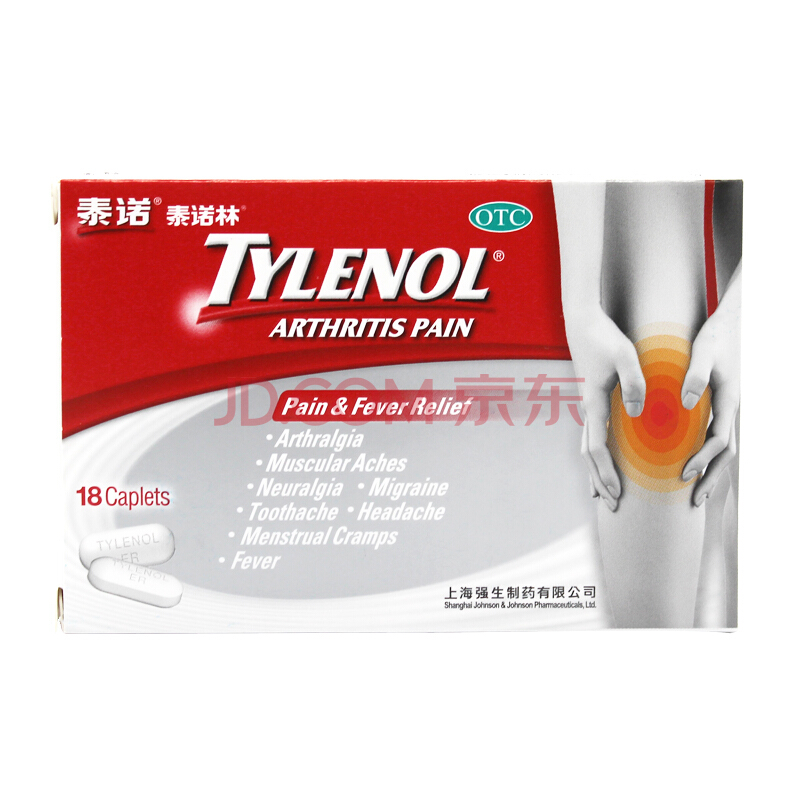 泰诺® 泰诺林®
OTC
TYLENOL®
ARTHRITIS PAIN
JD.COM 京东
Pain & Fever Relief
• Arthralgia
• Muscular Aches
• Neuralgia • Migraine
• Toothache • Headache
• Menstrual Cramps
• Fever
18 Caplets
TYLENOL
ER
TYLENOL
ER
上海强生制药有限公司
Shanghai Johnson & Johnson Pharmaceuticals, Ltd.